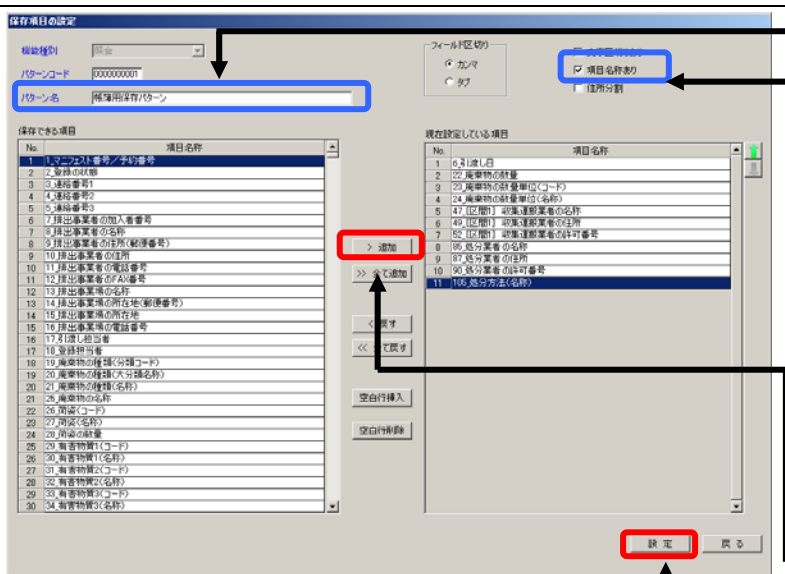 保存項目の設定
機能種別 照会
パターンコード 0000000001
パターン名 帳簿用保存パターン
フィールド区切り
カンマ
タブ
項目名称あり
住所分割
保存できる項目
No. 項目名称
1 1_マニフェスト番号／予約番号
2 2_登録の状態
3 3_連絡番号1
4 4_連絡番号2
5 5_連絡番号3
6 7_排出事業者の加入者番号
7 8_排出事業者の名称
8 9_排出事業者の住所(郵便番号)
9 10_排出事業者の住所
10 11_排出事業者の電話番号
11 12_排出事業者のFAX番号
12 13_排出事業場の名称
13 14_排出事業場の所在地(郵便番号)
14 15_排出事業場の所在地
15 16_排出事業場の電話番号
16 17_引渡し担当者
17 18_登録担当者
18 19_廃棄物の種類(分類コード)
19 20_廃棄物の種類(大分類名称)
20 21_廃棄物の種類(名称)
21 25_廃棄物の名称
22 26_荷姿(コード)
23 27_荷姿(名称)
24 28_荷姿の数量
25 29_有害物質1(コード)
26 30_有害物質1(名称)
27 31_有害物質2(コード)
28 32_有害物質2(名称)
29 33_有害物質3(コード)
30 34_有害物質3(名称)
> 追加
>> 全て追加
< 戻す
<< 全て戻す
空白行挿入
空白行削除
現在設定している項目
No. 項目名称
1 6_引渡し日
2 22_廃棄物の数量
3 23_廃棄物の数量単位(コード)
4 24_廃棄物の数量単位(名称)
5 47_[区間1] 収集運搬業者の名称
6 49_[区間1] 収集運搬業者の住所
7 52_[区間1] 収集運搬業者の許可番号
8 85_処分業者の名称
9 87_処分業者の住所
10 90_処分業者の許可番号
11 105_処分方法(名称)
設定
戻る